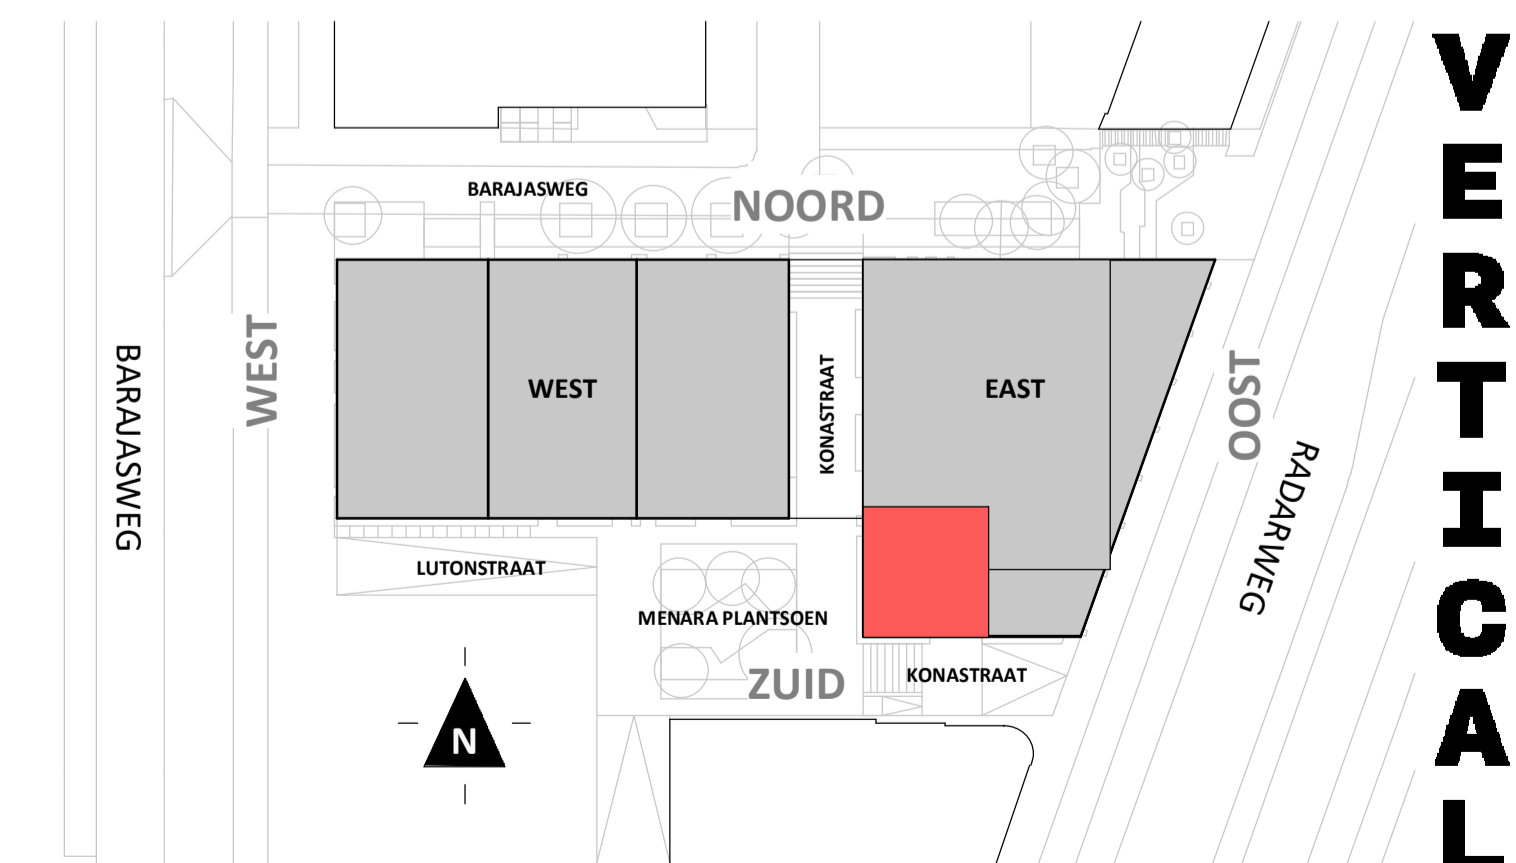 BARAJASWEG
NOORD
WEST
BARAJASWEG
WEST
KONASTRAAT
EAST
OOST
RADARWEG
LUTONSTRAAT
MENARA PLANTSOEN
ZUID
KONASTRAAT
N
VERTICAL